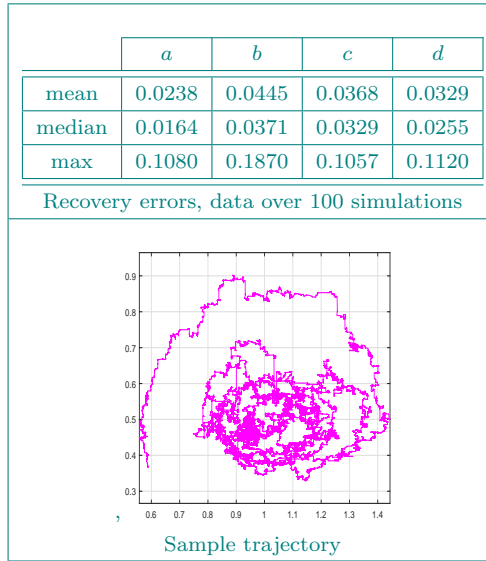 a b c d
mean 0.0238 0.0445 0.0368 0.0329
median 0.0164 0.0371 0.0329 0.0255
max 0.1080 0.1870 0.1057 0.1120
Recovery errors, data over 100 simulations
0.9
0.8
0.7
0.6
0.5
0.4
0.3
0.6 0.7 0.8 0.9 1 1.1 1.2 1.3 1.4
,
Sample trajectory